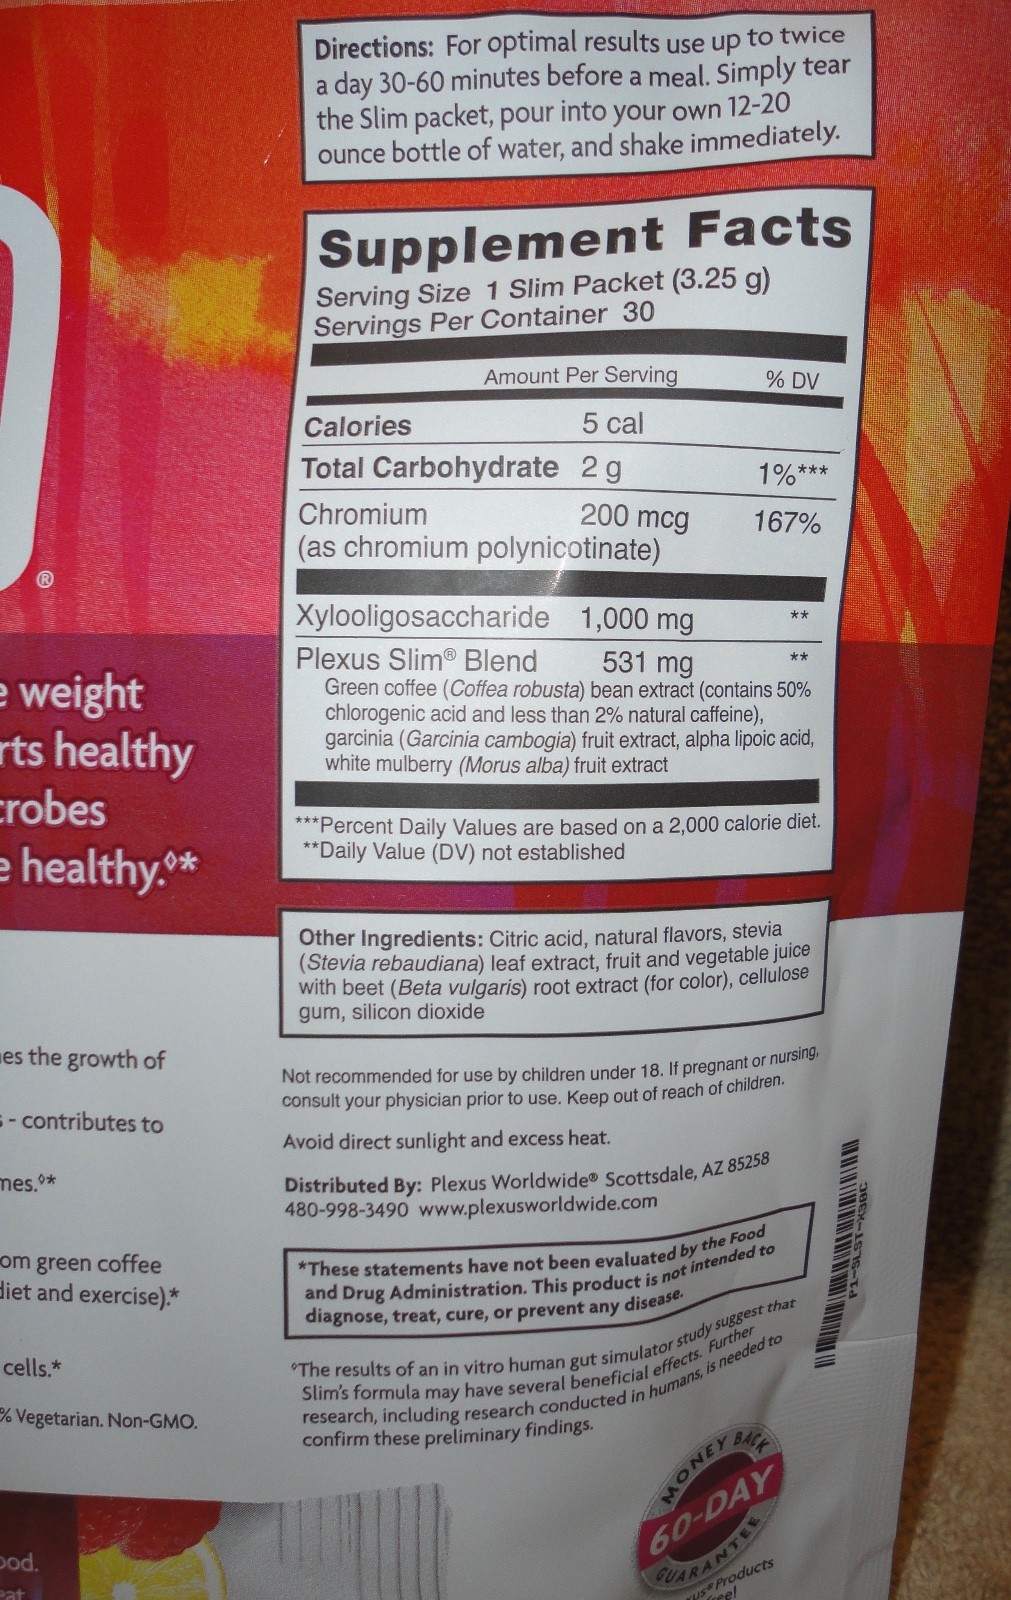 Directions: For optimal results use up to twice
a day 30-60 minutes before a meal. Simply tear
the Slim packet, pour into your own 12-20
ounce bottle of water, and shake immediately.
Supplement Facts
Serving Size 1 Slim Packet (3.25 g)
Servings Per Container 30
Amount Per Serving % DV
Calories 5 cal
Total Carbohydrate 2 g 1%***
Chromium 200 mcg 167%
(as chromium polynicotinate)
Xylooligosaccharide 1,000 mg **
Plexus Slim® Blend 531 mg **
Green coffee (Coffea robusta) bean extract (contains 50%
chlorogenic acid and less than 2% natural caffeine),
garcinia (Garcinia cambogia) fruit extract, alpha lipoic acid,
white mulberry (Morus alba) fruit extract
***Percent Daily Values are based on a 2,000 calorie diet.
**Daily Value (DV) not established
Other Ingredients: Citric acid, natural flavors, stevia
(Stevia rebaudiana) leaf extract, fruit and vegetable juice
with beet (Beta vulgaris) root extract (for color), cellulose
gum, silicon dioxide
Not recommended for use by children under 18. If pregnant or nursing,
consult your physician prior to use. Keep out of reach of children.
Avoid direct sunlight and excess heat.
Distributed By: Plexus Worldwide® Scottsdale, AZ 85258
480-998-3490 www.plexusworldwide.com
*These statements have not been evaluated by the Food
and Drug Administration. This product is not intended to
diagnose, treat, cure, or prevent any disease.
◊The results of an in vitro human gut simulator study suggest that
Slim's formula may have several beneficial effects. Further
research, including research conducted in humans, is needed to
confirm these preliminary findings.
P1-SLST-X30C
MONEY BACK
60-DAY
GUARANTEE
Products
®
e weight
rts healthy
crobes
e healthy.◊*
es the growth of
- contributes to
mes.◊*
om green coffee
diet and exercise).*
cells.*
% Vegetarian. Non-GMO.
ood.
eat